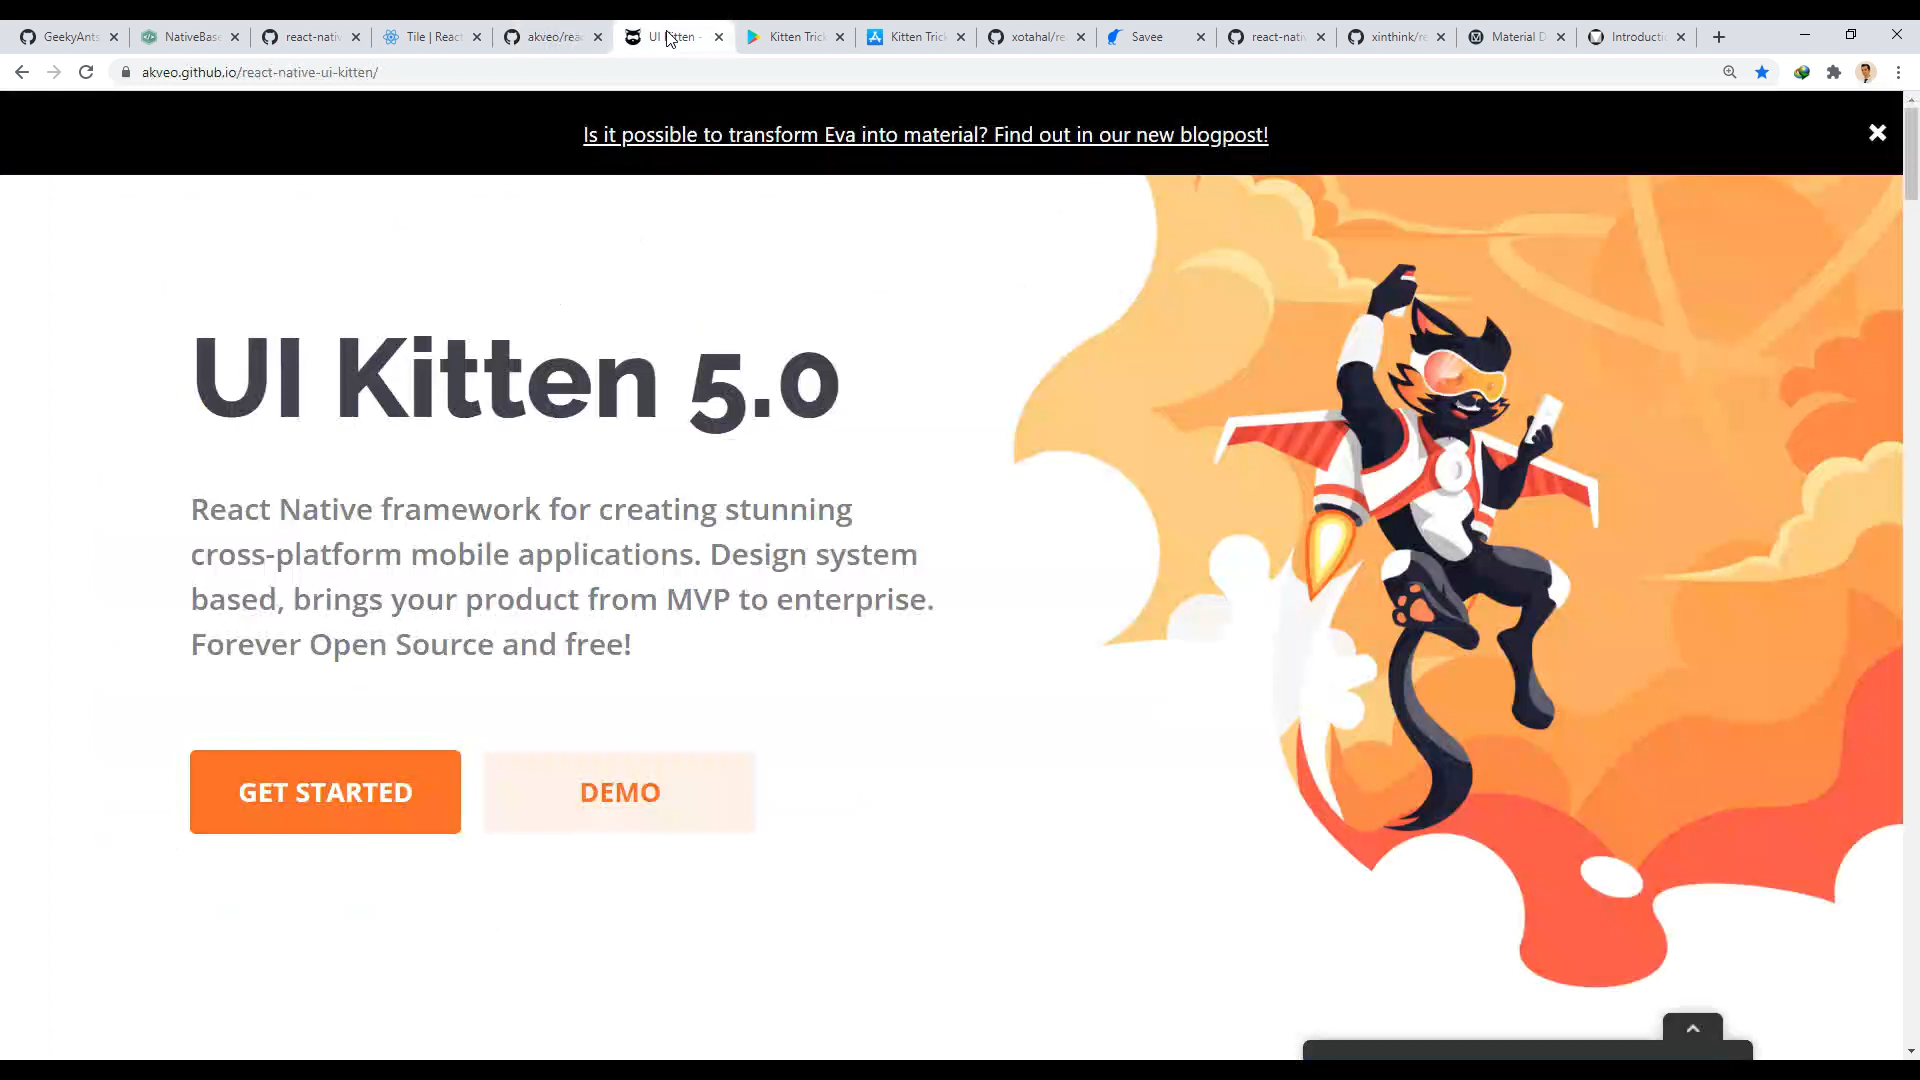 GeekyAnts
NativeBase
react-nativ
Tile | React
akveo/reac
UI Kitten -
Kitten Trick
Kitten Trick
xotahal/re
Savee
react-nativ
xinthink/re
Material D
Introductio
akveo.github.io/react-native-ui-kitten/
Is it possible to transform Eva into material? Find out in our new blogpost!
UI Kitten 5.0
React Native framework for creating stunning
cross-platform mobile applications. Design system
based, brings your product from MVP to enterprise.
Forever Open Source and free!
GET STARTED
DEMO